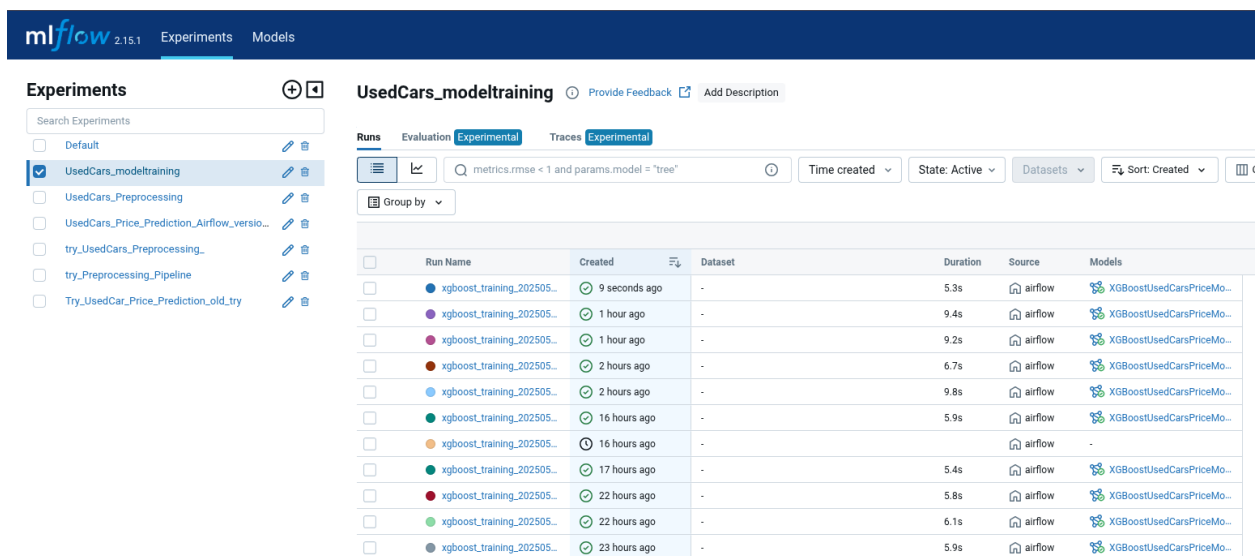 mlflow 2.15.1 Experiments Models
Experiments
Search Experiments
Default
UsedCars_modeltraining
UsedCars_Preprocessing
UsedCars_Price_Prediction_Airflow_versio...
try_UsedCars_Preprocessing_
try_Preprocessing_Pipeline
Try_UsedCar_Price_Prediction_old_try
UsedCars_modeltraining Provide Feedback Add Description
Runs Evaluation Experimental Traces Experimental
metrics.rmse < 1 and params.model = "tree" Time created State: Active Datasets Sort: Created
Group by
Run Name Created Dataset Duration Source Models
xgboost_training_202505... 9 seconds ago - 5.3s airflow XGBoostUsedCarsPriceMo...
xgboost_training_202505... 1 hour ago - 9.4s airflow XGBoostUsedCarsPriceMo...
xgboost_training_202505... 1 hour ago - 9.2s airflow XGBoostUsedCarsPriceMo...
xgboost_training_202505... 2 hours ago - 6.7s airflow XGBoostUsedCarsPriceMo...
xgboost_training_202505... 2 hours ago - 9.8s airflow XGBoostUsedCarsPriceMo...
xgboost_training_202505... 16 hours ago - 5.9s airflow XGBoostUsedCarsPriceMo...
xgboost_training_202505... 16 hours ago - airflow -
xgboost_training_202505... 17 hours ago - 5.4s airflow XGBoostUsedCarsPriceMo...
xgboost_training_202505... 22 hours ago - 5.8s airflow XGBoostUsedCarsPriceMo...
xgboost_training_202505... 22 hours ago - 6.1s airflow XGBoostUsedCarsPriceMo...
xgboost_training_202505... 23 hours ago - 5.9s airflow XGBoostUsedCarsPriceMo...